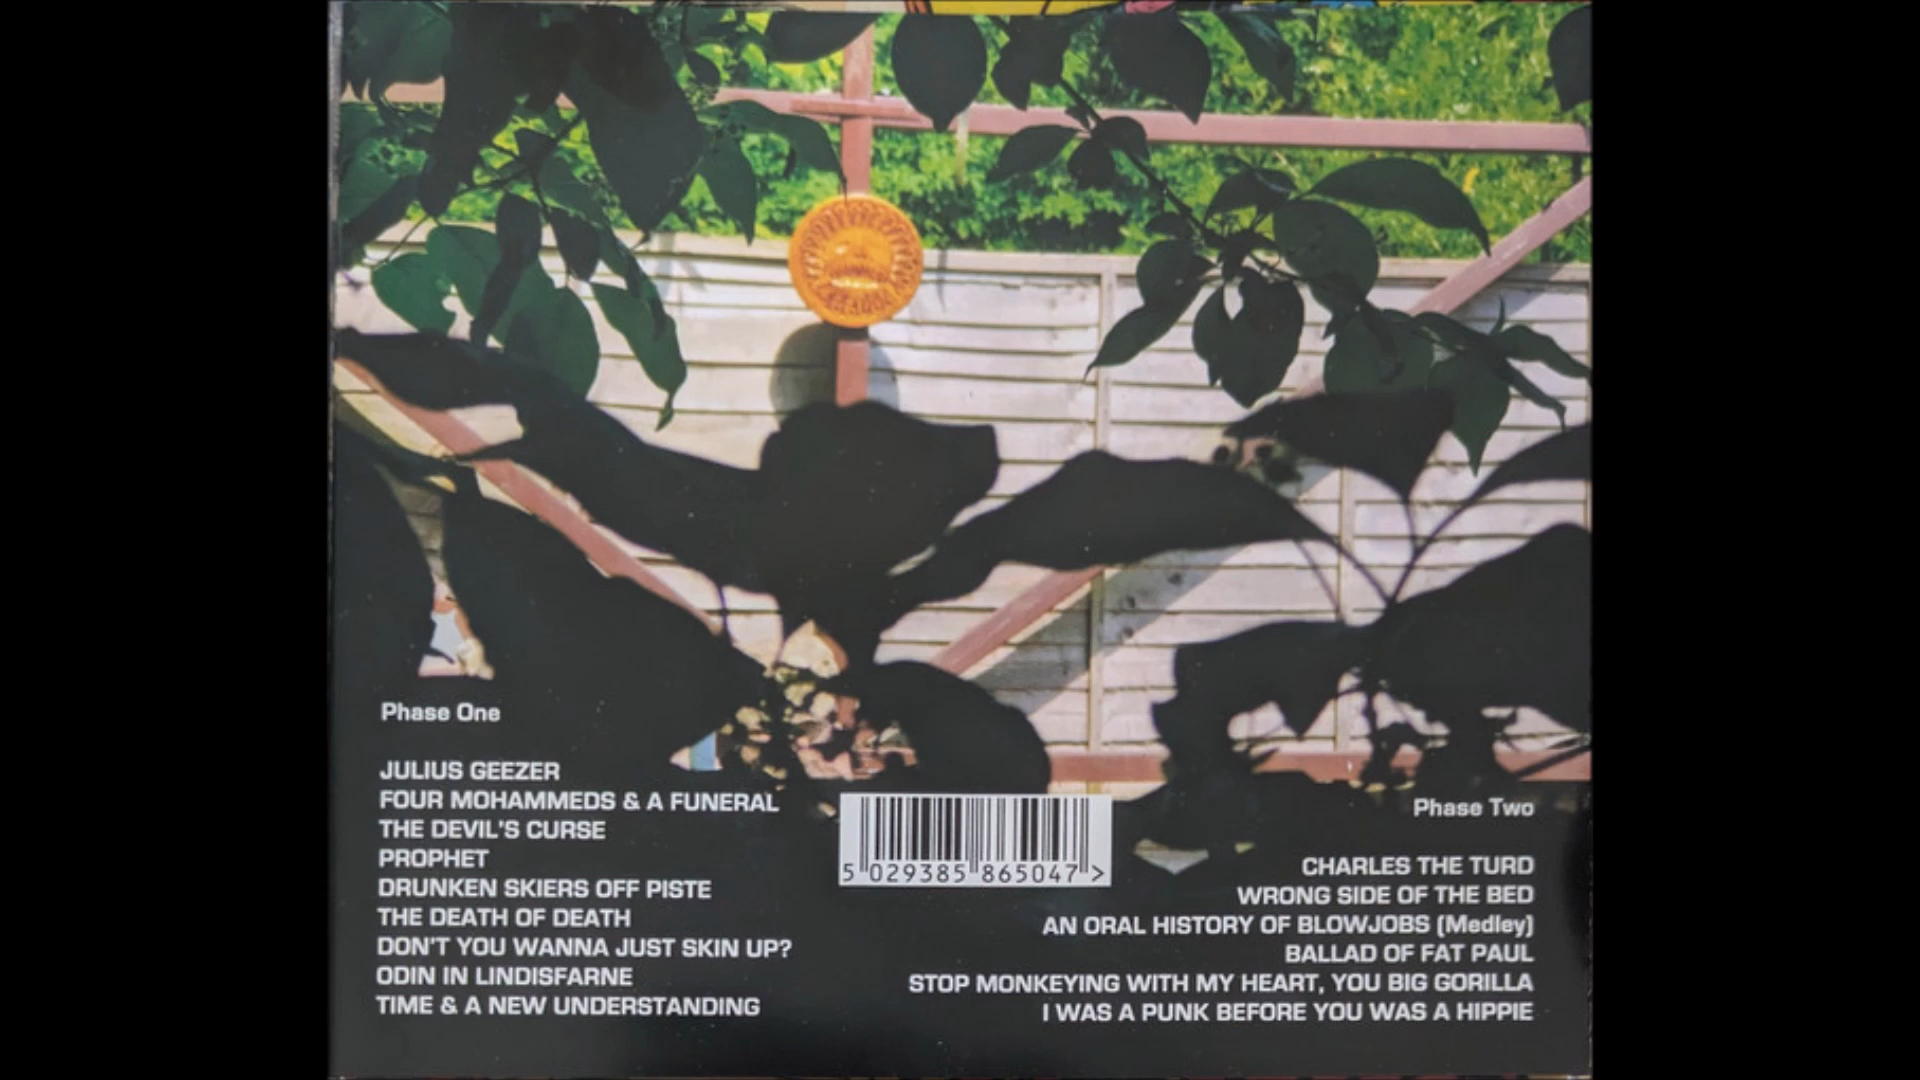 Phase One
JULIUS GEEZER
FOUR MOHAMMEDS & A FUNERAL
THE DEVIL'S CURSE
PROPHET
DRUNKEN SKIERS OFF PISTE
THE DEATH OF DEATH
DON'T YOU WANNA JUST SKIN UP?
ODIN IN LINDISFARNE
TIME & A NEW UNDERSTANDING
5 029385 865047 >
Phase Two
CHARLES THE TURD
WRONG SIDE OF THE BED
AN ORAL HISTORY OF BLOWJOBS (Medley)
BALLAD OF FAT PAUL
STOP MONKEYING WITH MY HEART, YOU BIG GORILLA
I WAS A PUNK BEFORE YOU WAS A HIPPIE